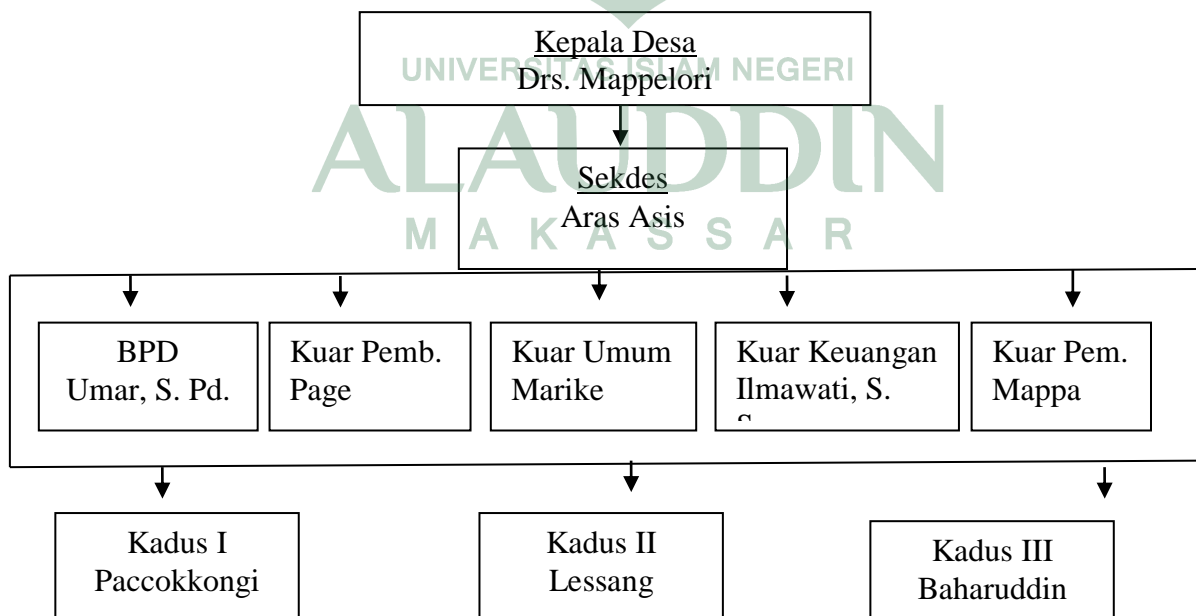 Kepala Desa
UNIVERSITAS ISLAM NEGERI
Drs. Mappelori
ALAUDDIN
Sekdes
Aras Asis
MAKASSAR
BPD
Umar, S. Pd.
Kuar Pemb.
Page
Kuar Umum
Marike
Kuar Keuangan
Ilmawati, S.
Kuar Pem.
Mappa
Kadus I
Paccokkongi
Kadus II
Lessang
Kadus III
Baharuddin